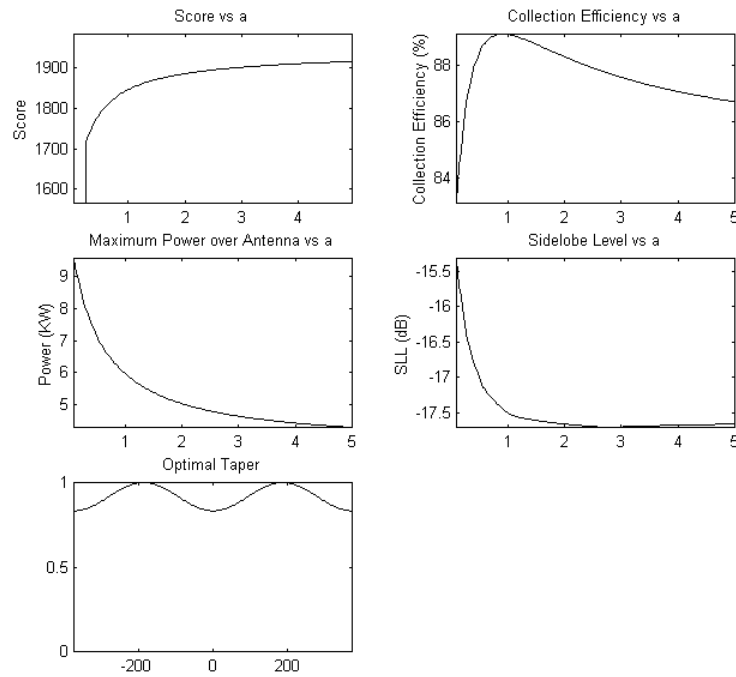 Score vs a
Score
1900
1800
1700
1600
1 2 3 4
Collection Efficiency vs a
Collection Efficiency (%)
88
86
84
0 1 2 3 4 5
Maximum Power over Antenna vs a
Power (KW)
9
8
7
6
5
1 2 3 4 5
Sidelobe Level vs a
SLL (dB)
-15.5
-16
-16.5
-17
-17.5
1 2 3 4 5
Optimal Taper
1
0.5
0
-200 0 200